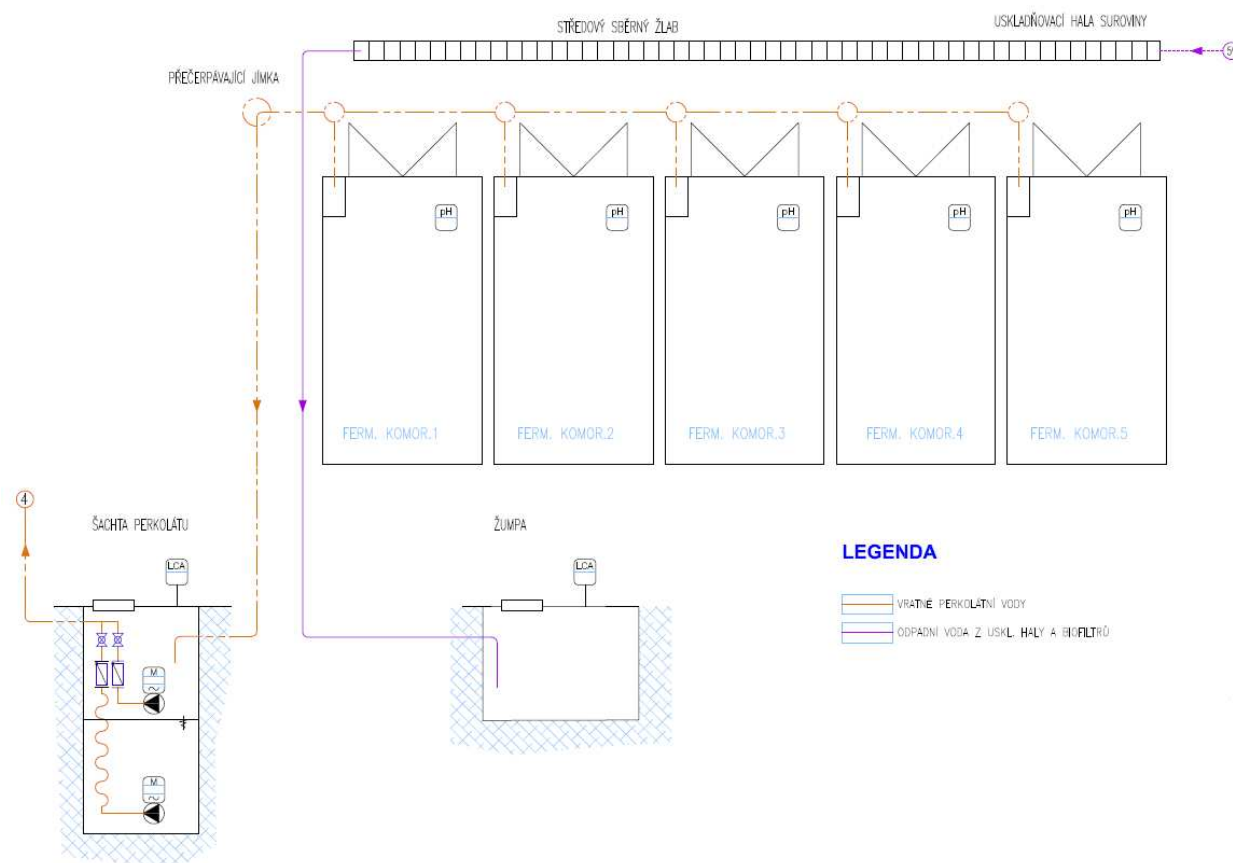 STŘEDOVÝ SBĚRNÝ ŽLAB
USKLADŇOVACÍ HALA SUROVINY
PŘEČERPÁVAJÍCÍ JÍMKA
pH
pH
pH
pH
pH
FERM. KOMOR.1
FERM. KOMOR.2
FERM. KOMOR.3
FERM. KOMOR.4
FERM. KOMOR.5
4
ŠACHTA PERKOLÁTU
ŽUMPA
LCA
LCA
M
M
LEGENDA
VRATNÉ PERKOLÁTNÍ VODY
ODPADNÍ VODA Z USKL. HALY A BIOFILTRŮ